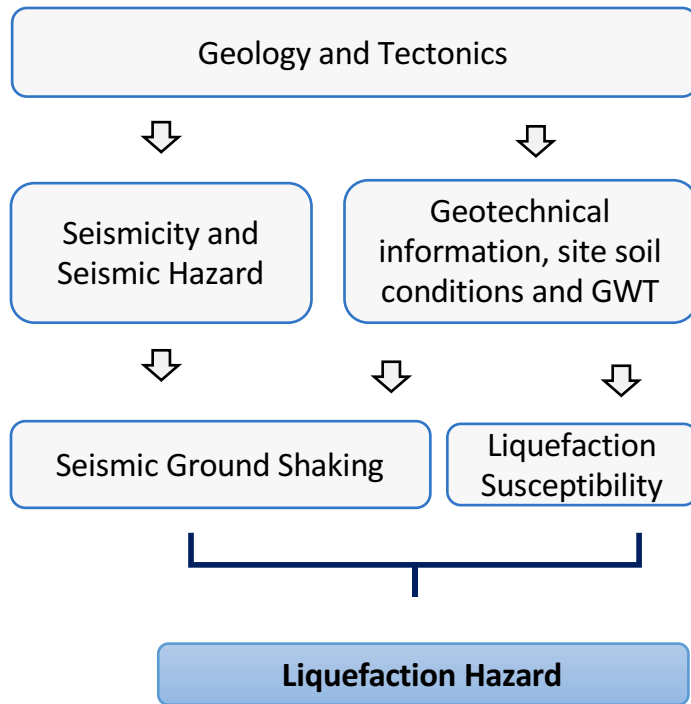 Geology and Tectonics
Seismicity and
Seismic Hazard
Geotechnical
information, site soil
conditions and GWT
Seismic Ground Shaking
Liquefaction
Susceptibility
Liquefaction Hazard